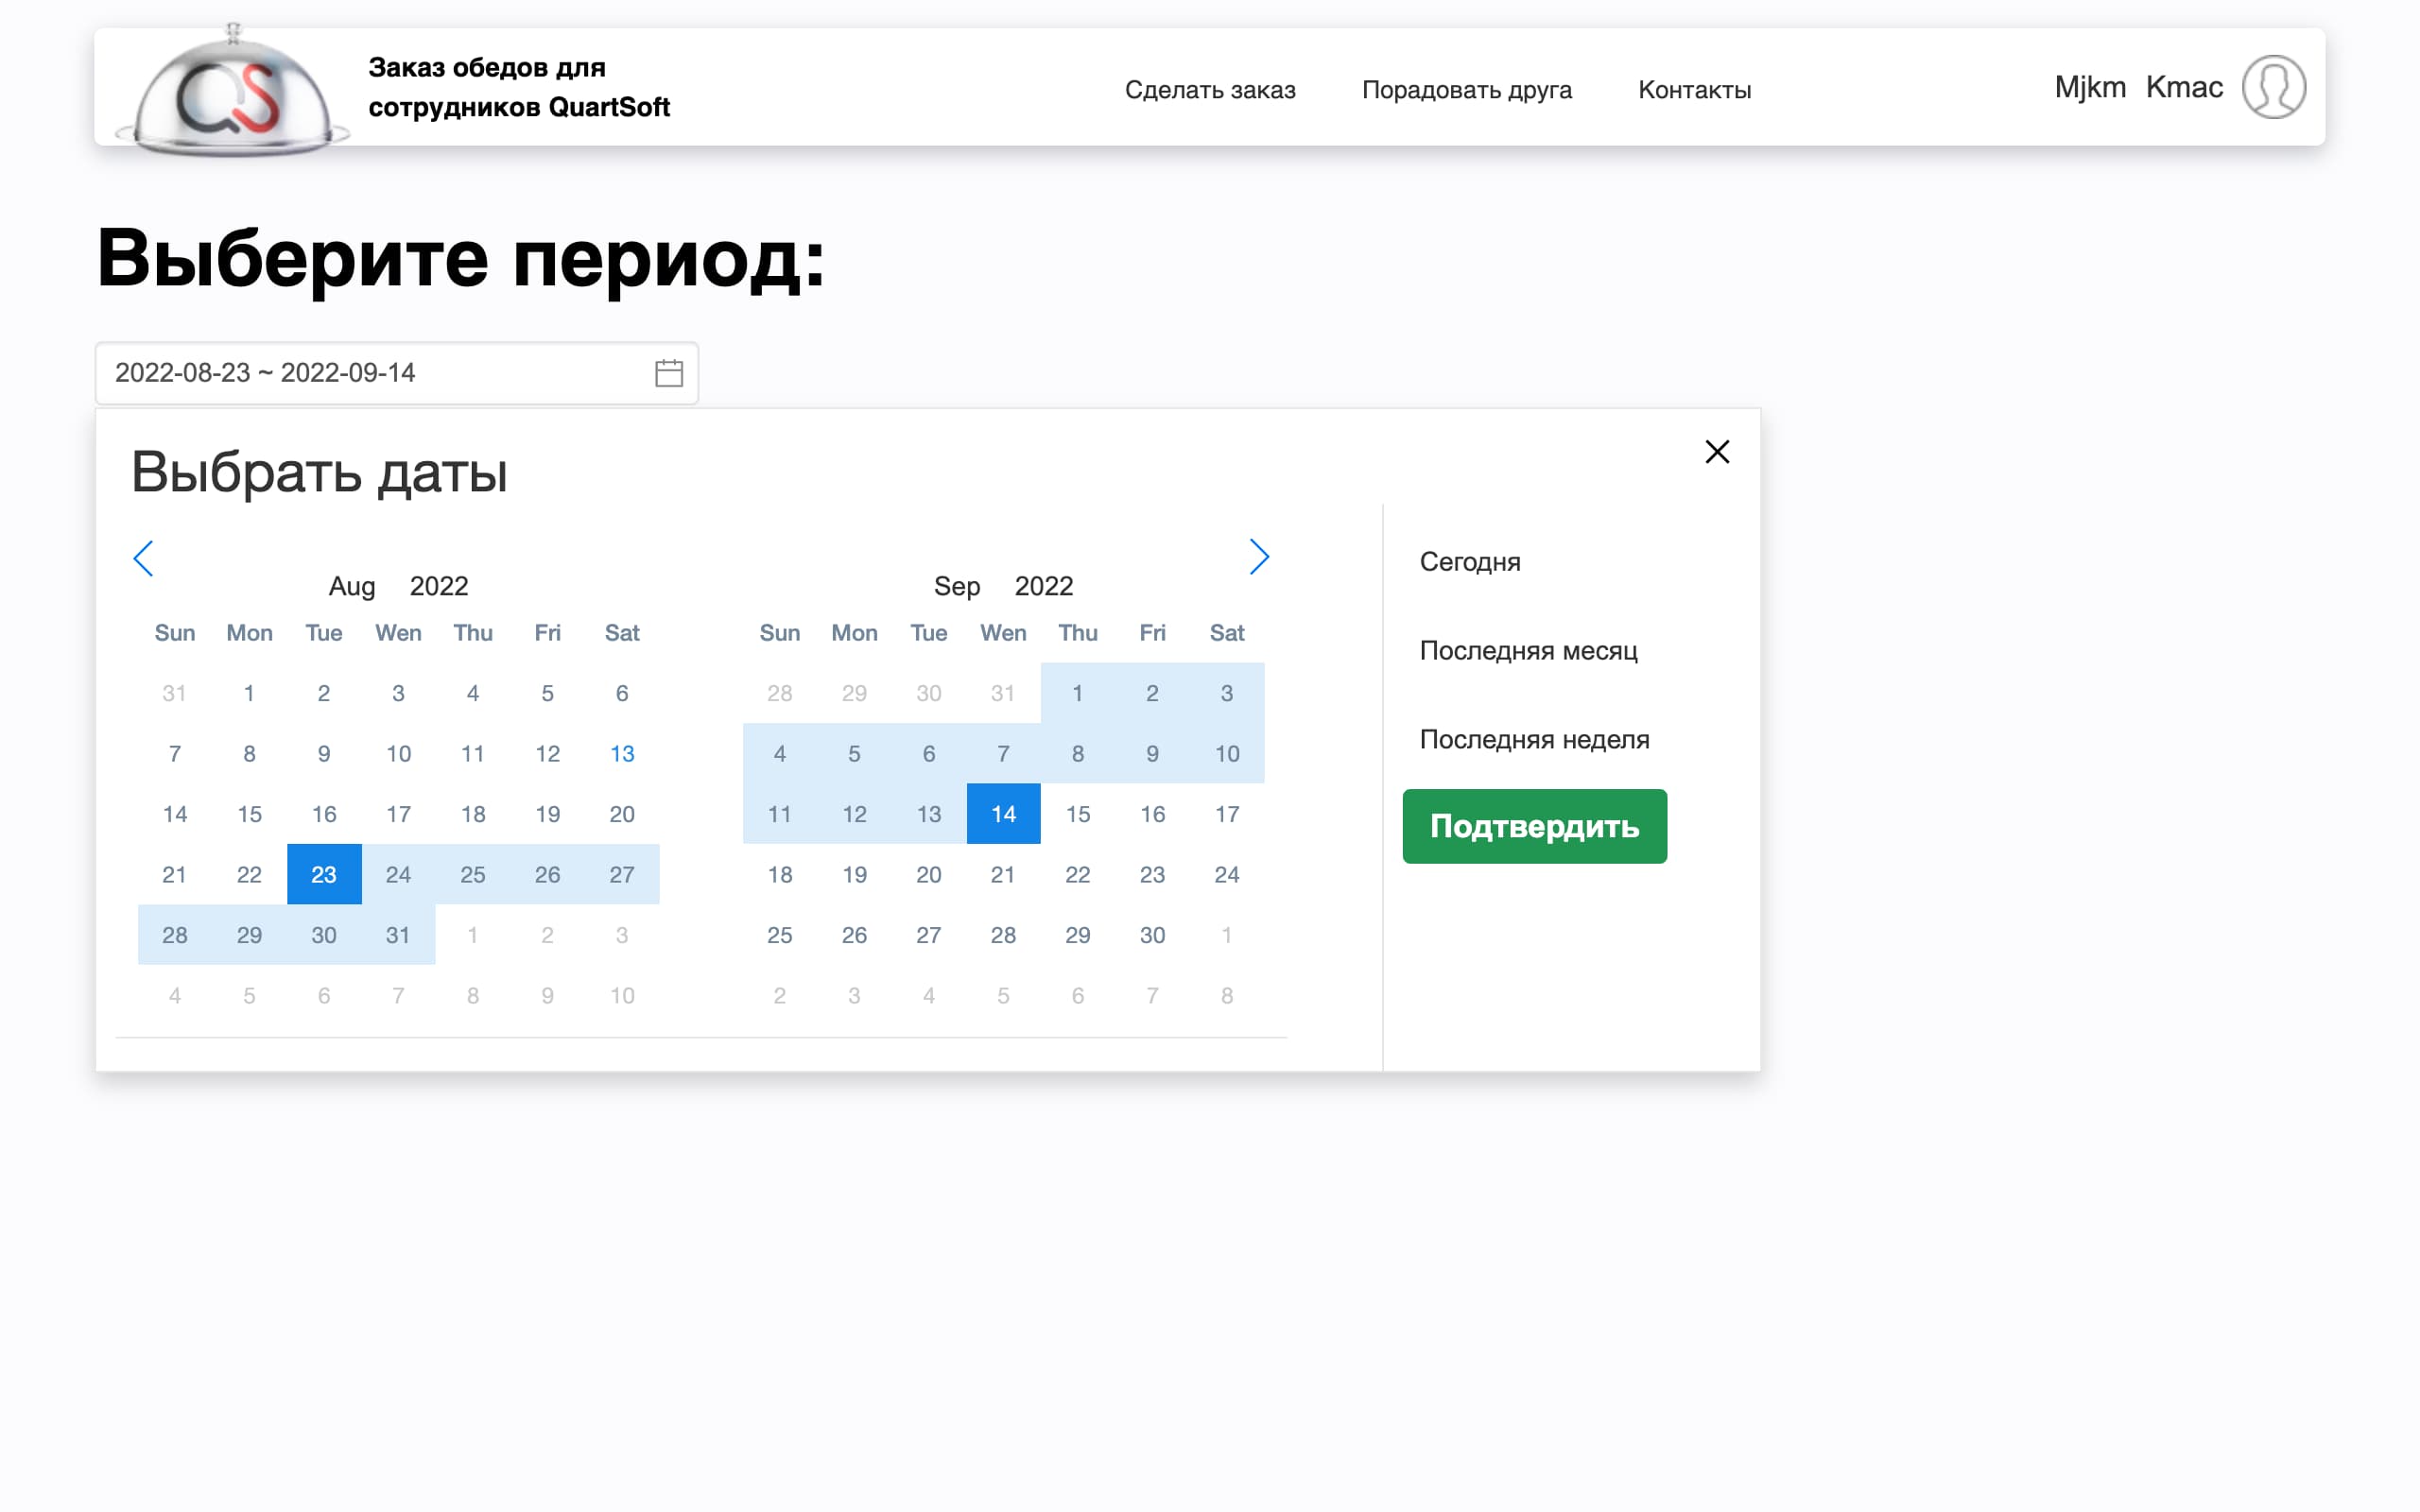 QS
Заказ обедов для
сотрудников QuartSoft
Сделать заказ Порадовать друга Контакты
Mjkm Kmac
Выберите период:
2022-08-23 ~ 2022-09-14
Выбрать даты
Aug 2022
Sun Mon Tue Wen Thu Fri Sat
31 1 2 3 4 5 6
7 8 9 10 11 12 13
14 15 16 17 18 19 20
21 22 23 24 25 26 27
28 29 30 31 1 2 3
4 5 6 7 8 9 10
Sep 2022
Sun Mon Tue Wen Thu Fri Sat
28 29 30 31 1 2 3
4 5 6 7 8 9 10
11 12 13 14 15 16 17
18 19 20 21 22 23 24
25 26 27 28 29 30 1
2 3 4 5 6 7 8
Сегодня
Последняя месяц
Последняя неделя
Подтвердить